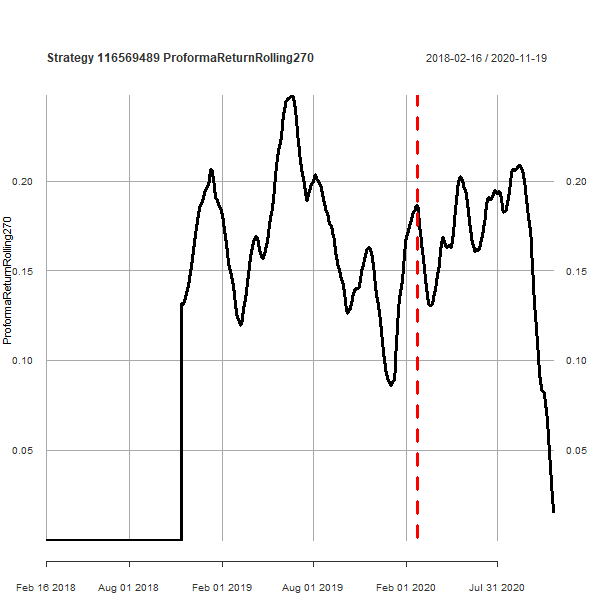 Strategy 116569489 ProformaReturnRolling270
2018-02-16 / 2020-11-19
ProformaReturnRolling270
0.20
0.15
0.10
0.05
0.20
0.15
0.10
0.05
Feb 16 2018
Aug 01 2018
Feb 01 2019
Aug 01 2019
Feb 01 2020
Jul 31 2020